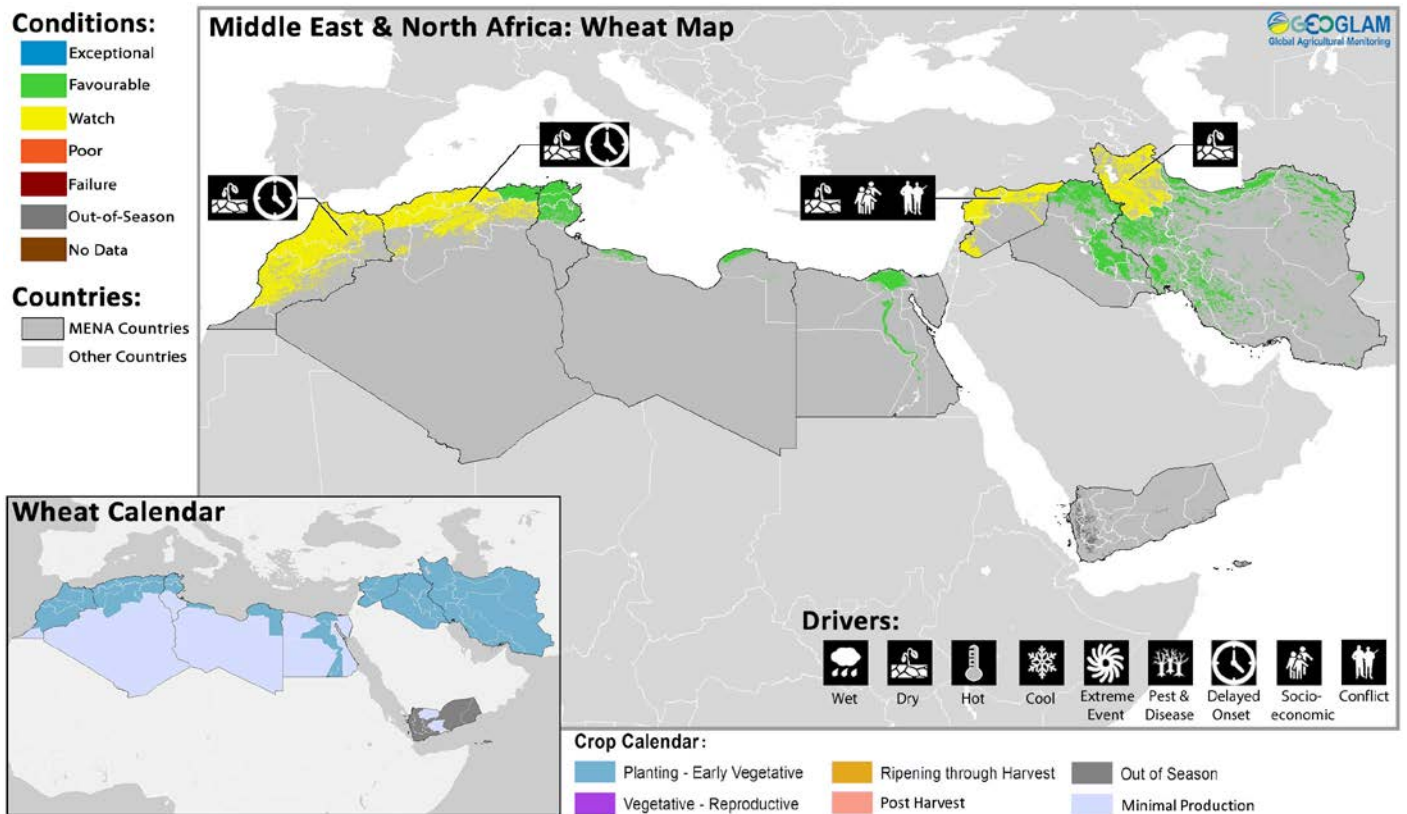 Conditions:
Exceptional
Favourable
Watch
Poor
Failure
Out-of-Season
No Data
Countries:
MENA Countries
Other Countries
Middle East & North Africa: Wheat Map
GEOGLAM
Global Agricultural Monitoring
Wheat Calendar
Drivers:
Wet
Dry
Hot
Cool
Extreme
Event
Pest &
Disease
Delayed
Onset
Socio-
economic
Conflict
Crop Calendar:
Planting - Early Vegetative
Ripening through Harvest
Out of Season
Vegetative - Reproductive
Post Harvest
Minimal Production